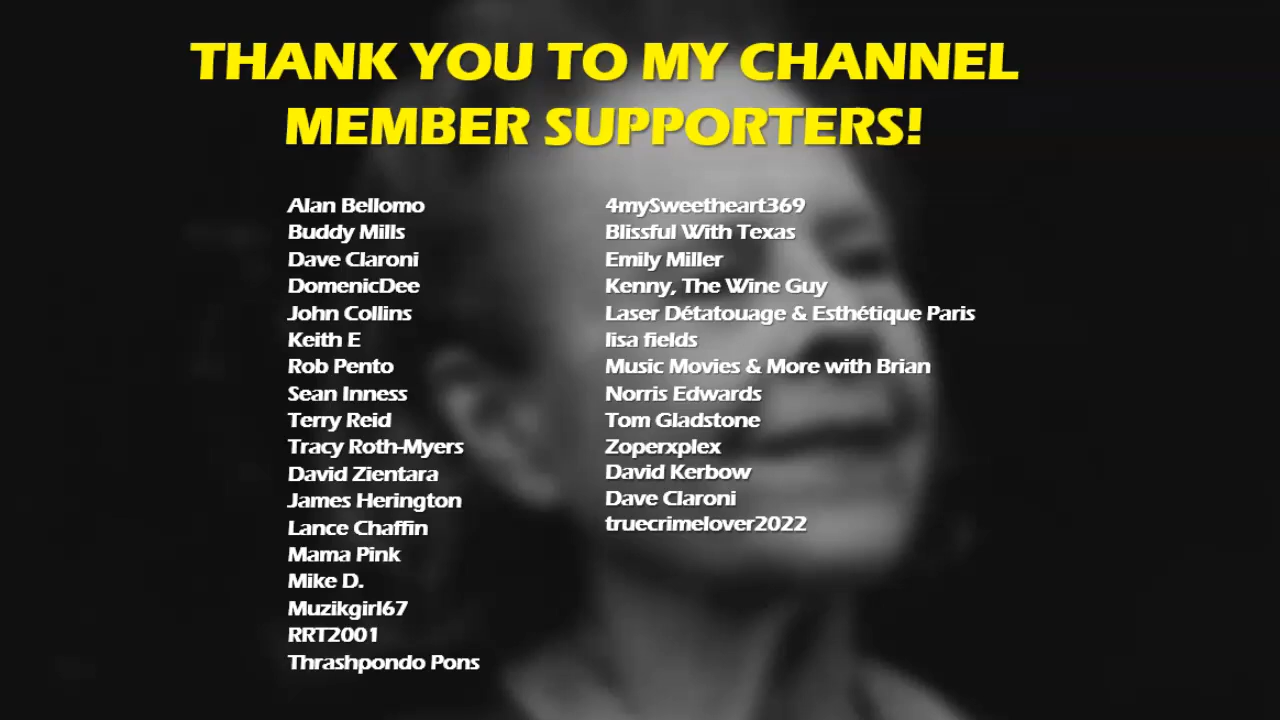 THANK YOU TO MY CHANNEL
MEMBER SUPPORTERS!
Alan Bellomo
Buddy Mills
Dave Claroni
DomenicDee
John Collins
Keith E
Rob Pento
Sean Inness
Terry Reid
Tracy Roth-Myers
David Zientara
James Herington
Lance Chaffin
Mama Pink
Mike D.
Muzikgirl67
RRT2001
Thrashpondo Pons
4mySweetheart369
Blissful With Texas
Emily Miller
Kenny, The Wine Guy
Laser Détatouage & Esthétique Paris
lisa fields
Music Movies & More with Brian
Norris Edwards
Tom Gladstone
Zoperxplex
David Kerbow
Dave Claroni
truecrimelover2022